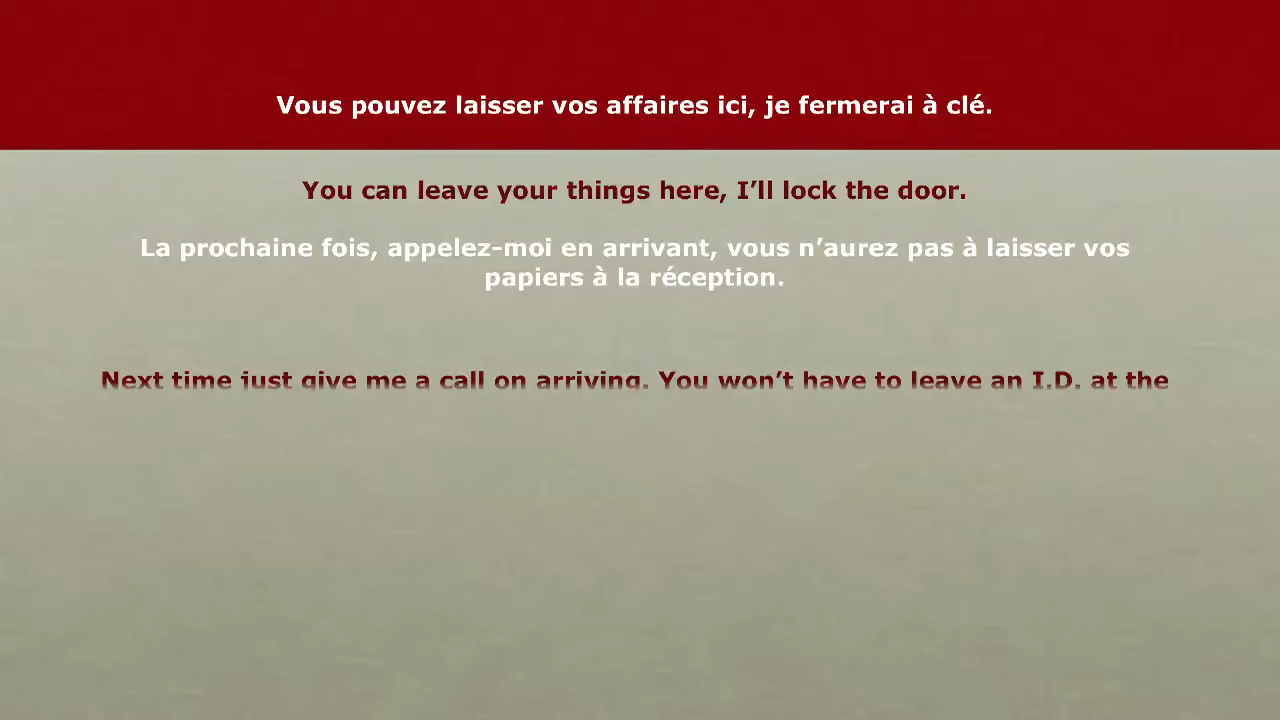 Vous pouvez laisser vos affaires ici, je fermerai à clé.
You can leave your things here, I’ll lock the door.
La prochaine fois, appelez-moi en arrivant, vous n’aurez pas à laisser vos
papiers à la réception.
Next time just give me a call on arriving. You won’t have to leave an I.D. at the